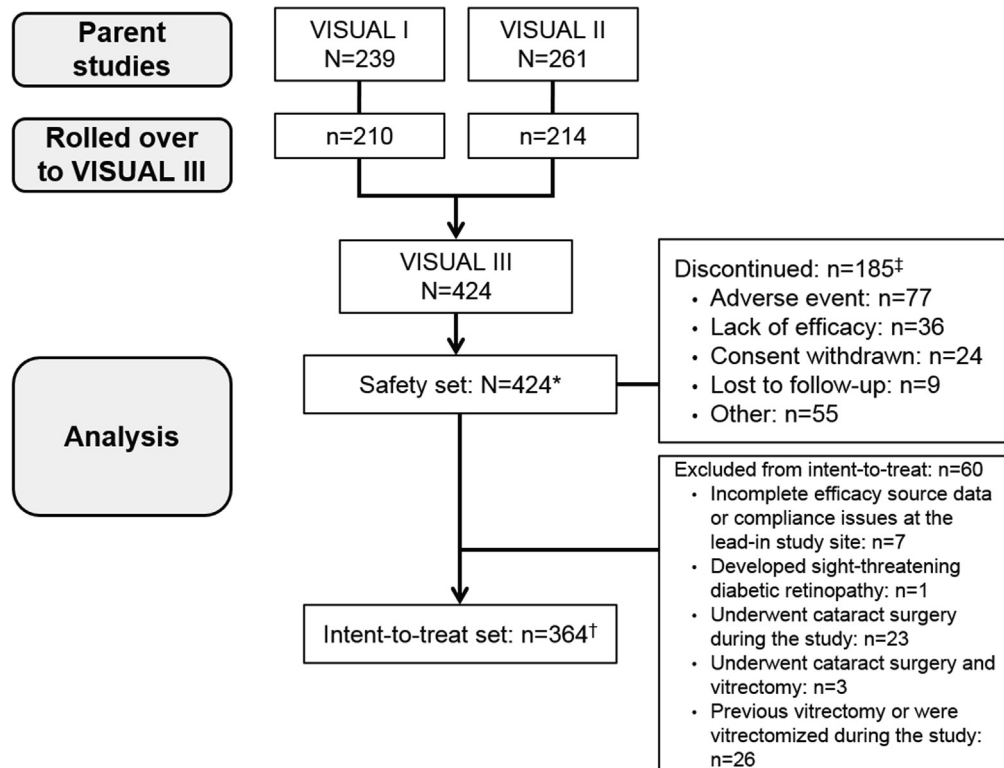 Parent
studies
VISUAL I
N=239
VISUAL II
N=261
Rolled over
to VISUAL III
n=210
n=214
VISUAL III
N=424
Analysis
Safety set: N=424*
Discontinued: n=185‡
• Adverse event: n=77
• Lack of efficacy: n=36
• Consent withdrawn: n=24
• Lost to follow-up: n=9
• Other: n=55
Excluded from intent-to-treat: n=60
• Incomplete efficacy source data
or compliance issues at the
lead-in study site: n=7
• Developed sight-threatening
diabetic retinopathy: n=1
• Underwent cataract surgery
during the study: n=23
• Underwent cataract surgery and
vitrectomy: n=3
• Previous vitrectomy or were
vitrectomized during the study:
n=26
Intent-to-treat set: n=364†